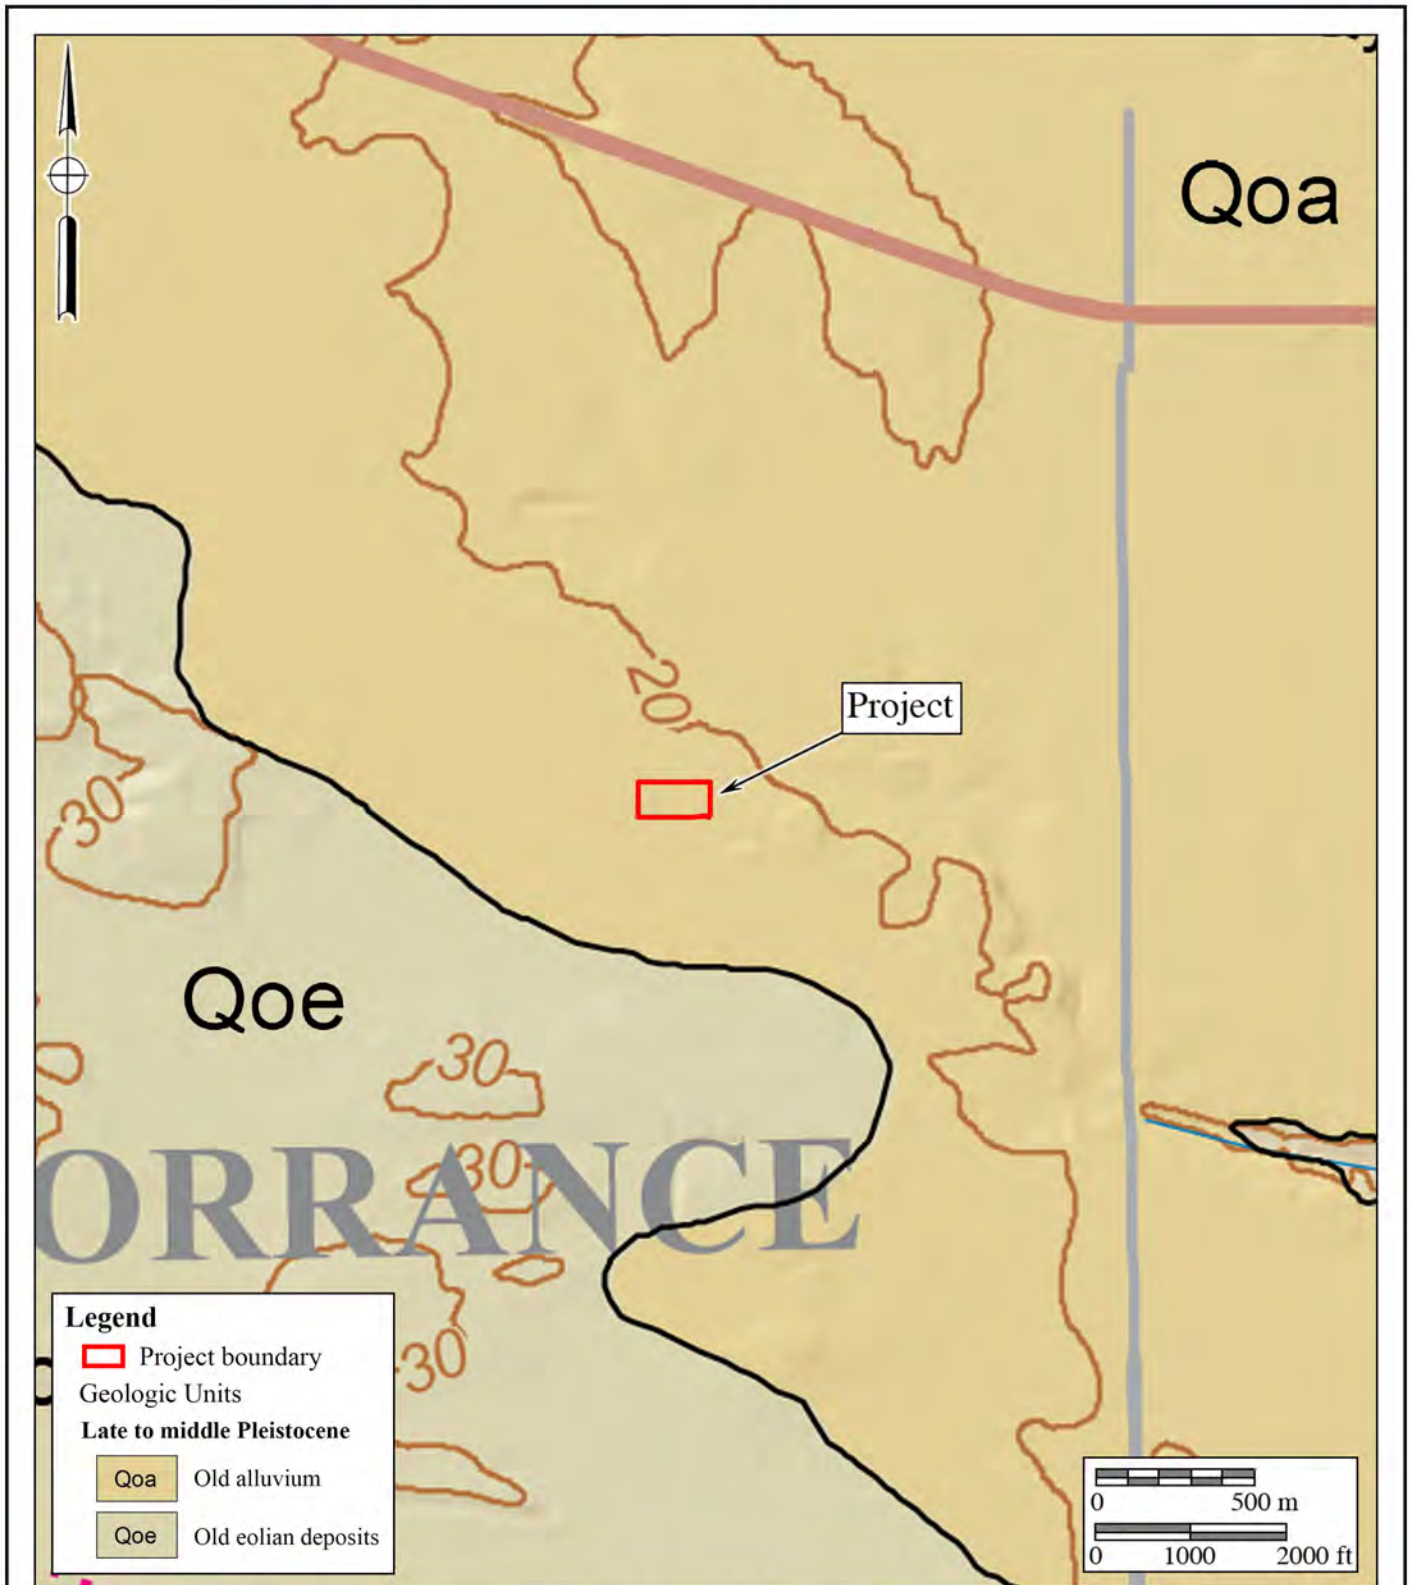 Qoa
20
Project
30
Qoe
30
30
ORRANCE
30
Legend
Project boundary
Geologic Units
Late to middle Pleistocene
Qoa Old alluvium
Qoe Old eolian deposits
0 500 m
0 1000 2000 ft